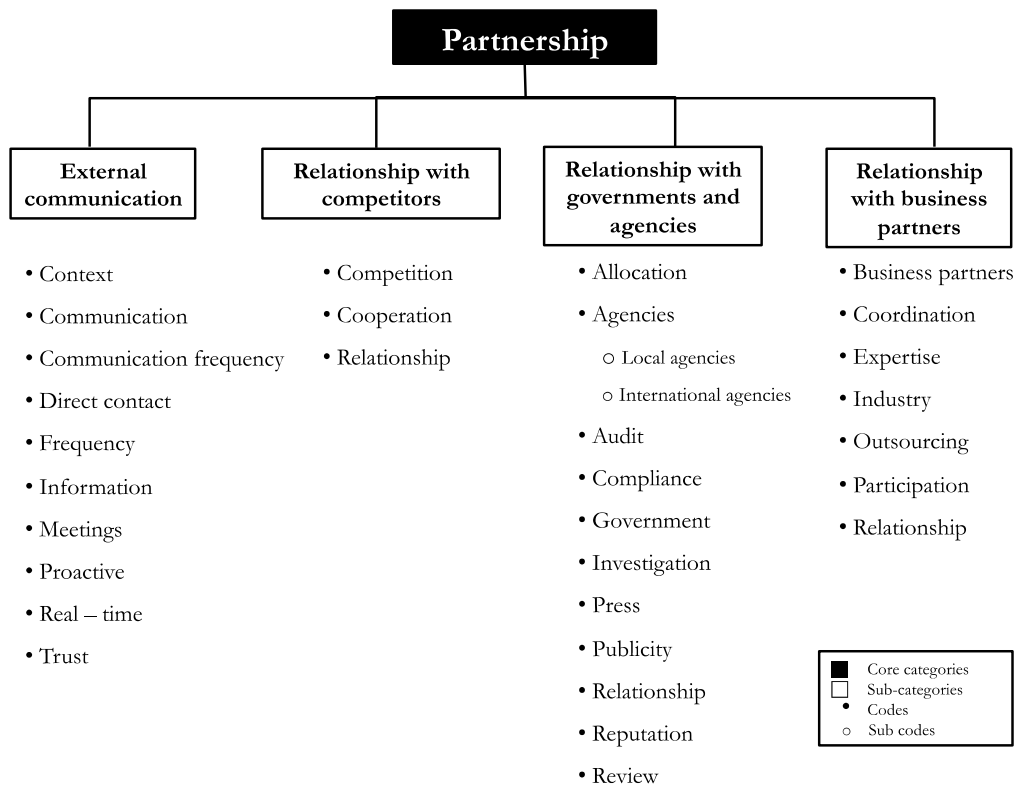 Partnership
External
communication
• Context
• Communication
• Communication frequency
• Direct contact
• Frequency
• Information
• Meetings
• Proactive
• Real – time
• Trust
Relationship with
competitors
• Competition
• Cooperation
• Relationship
Relationship with
governments and
agencies
• Allocation
• Agencies
○ Local agencies
○ International agencies
• Audit
• Compliance
• Government
• Investigation
• Press
• Publicity
• Relationship
• Reputation
• Review
Relationship
with business
partners
• Business partners
• Coordination
• Expertise
• Industry
• Outsourcing
• Participation
• Relationship
Core categories
Sub-categories
• Codes
○ Sub codes